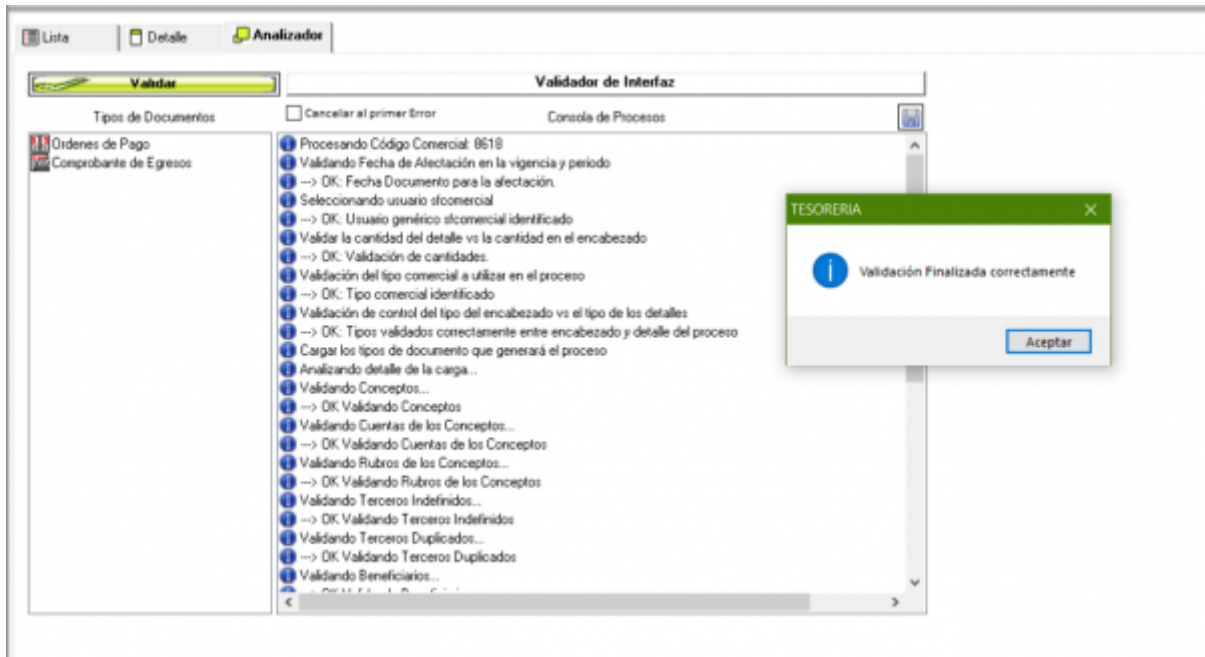 Lista
Detalle
Analizador
Validar
Validador de Interfaz
Tipos de Documentos
Cancelar al primer Error
Consola de Procesos
Ordenes de Pago
Comprobante de Egresos
Procesando Código Comercial: 8618
Validando Fecha de Afectación en la vigencia y periodo
--> OK: Fecha Documento para la afectación.
Seleccionando usuario sfcomercial
--> OK: Usuario genérico sfcomercial identificado
Validar la cantidad del detalle vs la cantidad en el encabezado
--> OK: Validación de cantidades.
Validación del tipo comercial a utilizar en el proceso
--> OK: Tipo comercial identificado
Validación de control del tipo del encabezado vs el tipo de los detalles
--> OK: Tipos validados correctamente entre encabezado y detalle del proceso
Cargar los tipos de documento que generará el proceso
Analizando detalle de la carga...
Validando Conceptos...
--> OK Validando Conceptos
Validando Cuentas de los Conceptos...
--> OK Validando Cuentas de los Conceptos
Validando Rubros de los Conceptos...
--> OK Validando Rubros de los Conceptos
Validando Terceros Indefinidos...
--> OK Validando Terceros Indefinidos
Validando Terceros Duplicados...
--> OK Validando Terceros Duplicados
Validando Beneficiarios...
TESORERIA
Validación Finalizada correctamente
Aceptar